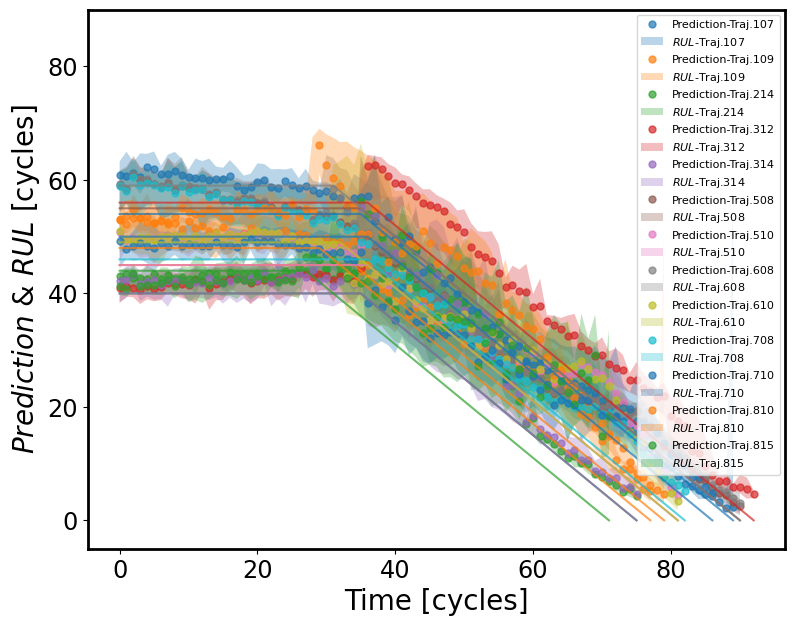 Prediction & RUL [cycles]
80
60
40
20
0
0 20 40 60 80
Time [cycles]
Prediction-Traj.107
RUL-Traj.107
Prediction-Traj.109
RUL-Traj.109
Prediction-Traj.214
RUL-Traj.214
Prediction-Traj.312
RUL-Traj.312
Prediction-Traj.314
RUL-Traj.314
Prediction-Traj.508
RUL-Traj.508
Prediction-Traj.510
RUL-Traj.510
Prediction-Traj.608
RUL-Traj.608
Prediction-Traj.610
RUL-Traj.610
Prediction-Traj.708
RUL-Traj.708
Prediction-Traj.710
RUL-Traj.710
Prediction-Traj.810
RUL-Traj.810
Prediction-Traj.815
RUL-Traj.815